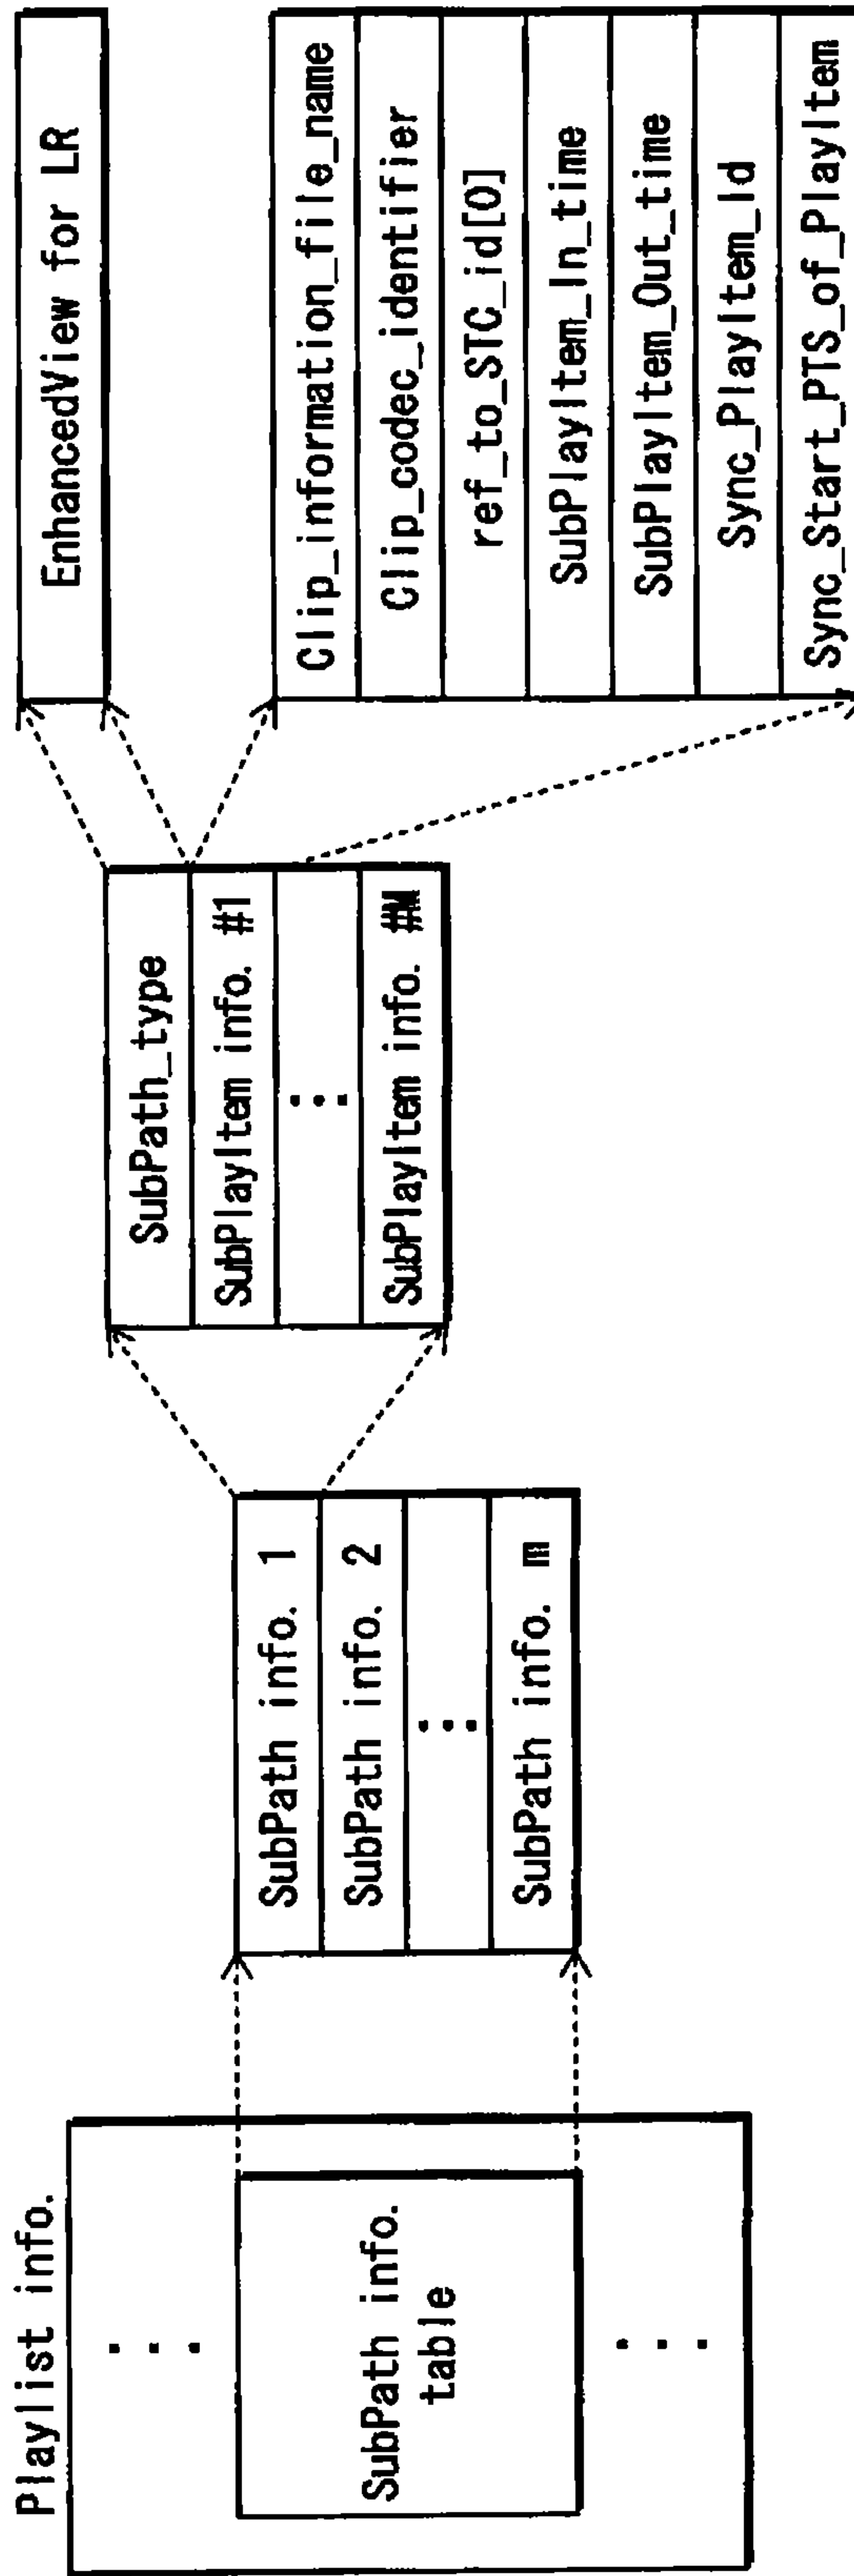 Playlist info.
...
SubPath info.
table
...
SubPath info. 1
SubPath info. 2
...
SubPath info. m
SubPath_type
SubPlayItem info. #1
...
SubPlayItem info. #M
EnhancedView for LR
Clip_information_file_name
Clip_codec_identifier
ref_to_STC_id[0]
SubPlayItem_In_time
SubPlayItem_Out_time
Sync_PlayItem_Id
Sync_Start_PTS_of_PlayItem